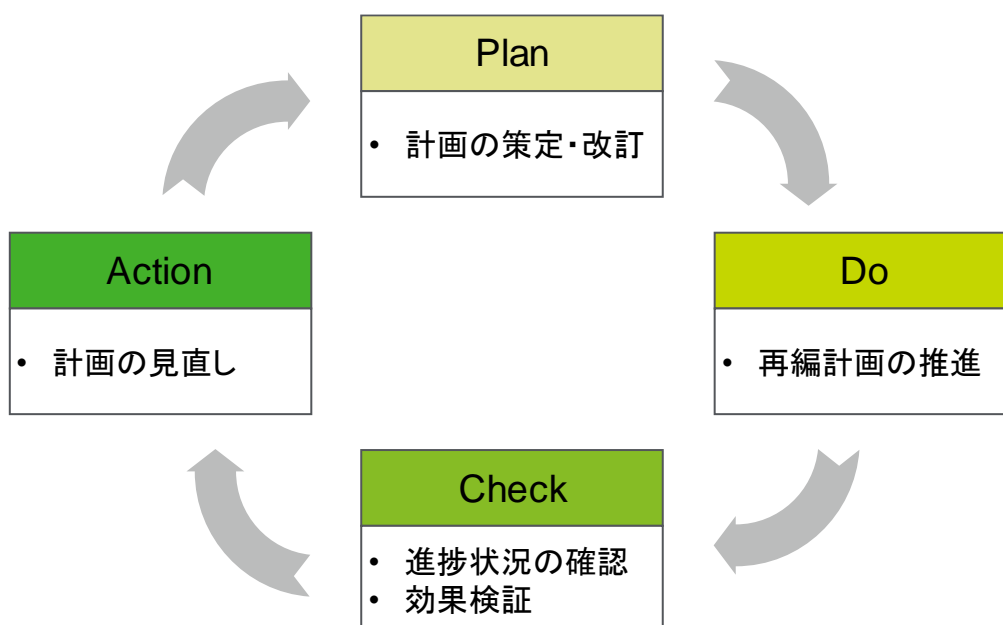 Plan
• 計画の策定・改訂
Do
• 再編計画の推進
Check
• 進捗状況の確認
• 効果検証
Action
• 計画の見直し